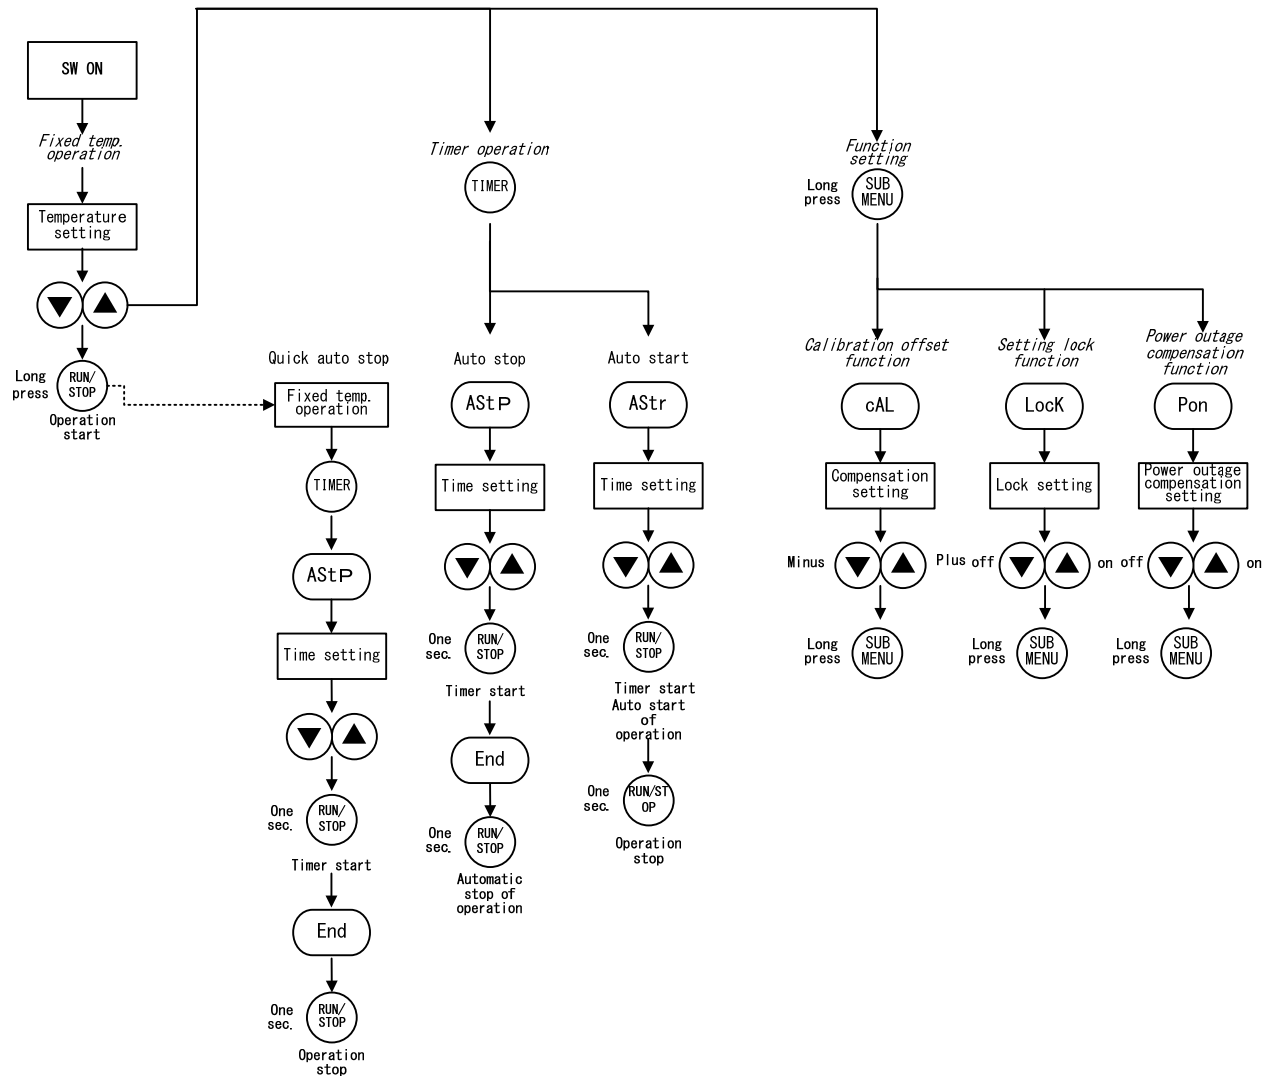 SW ON
Fixed temp.
operation
Temperature
setting
Long
press
RUN/
STOP
Operation
start
Quick auto stop
Fixed temp.
operation
TIMER
AStP
Time setting
One
sec.
RUN/
STOP
Timer start
End
One
sec.
RUN/
STOP
Operation
stop
Timer operation
TIMER
Auto stop
AStP
Time setting
One
sec.
RUN/
STOP
Timer start
End
One
sec.
RUN/
STOP
Automatic
stop of
operation
Auto start
AStr
Time setting
One
sec.
RUN/
STOP
Timer start
Auto start
of
operation
One
sec.
RUN/ST
OP
Operation
stop
Function
setting
Long
press
SUB
MENU
Calibration offset
function
cAL
Compensation
setting
Minus
Plus
Long
press
SUB
MENU
Setting lock
function
LocK
Lock setting
off
on
Long
press
SUB
MENU
Power outage
compensation
function
Pon
Power outage
compensation
setting
off
on
Long
press
SUB
MENU